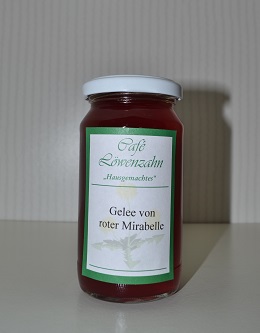 Café
Löwenzahn
„Hausgemachtes“
Gelee von
roter Mirabelle